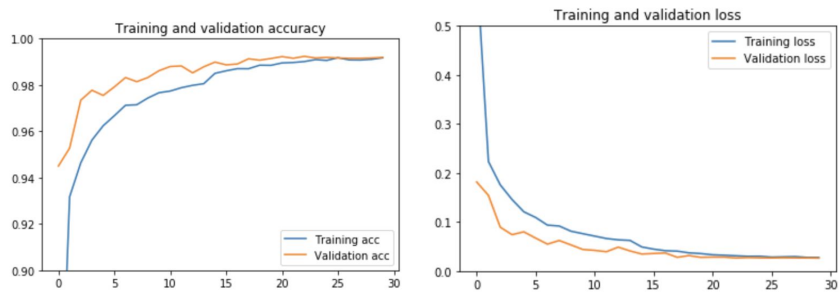 Training and validation accuracy
1.00
0.98
0.96
0.94
0.92
0.90
Training acc
Validation acc
0 5 10 15 20 25 30
Training and validation loss
0.5
0.4
0.3
0.2
0.1
0.0
Training loss
Validation loss
0 5 10 15 20 25 30